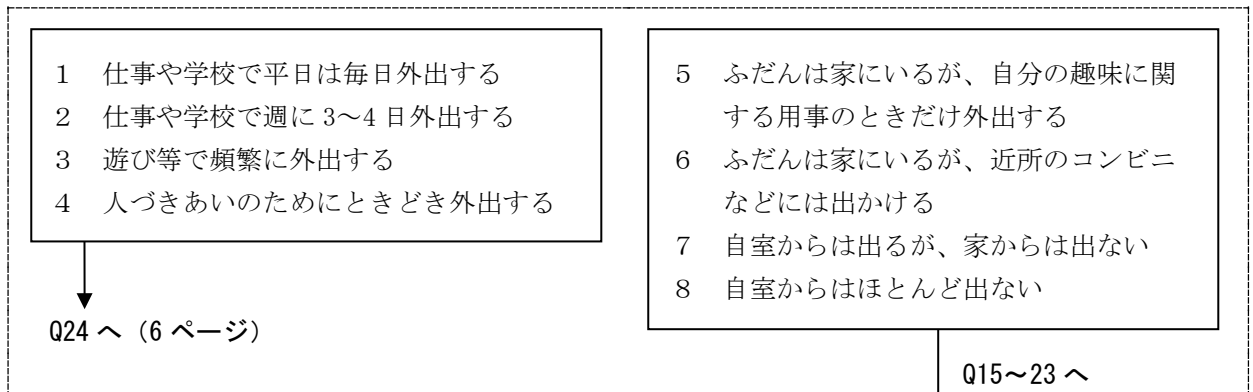 １　仕事や学校で平日は毎日外出する
２　仕事や学校で週に 3～4 日外出する
３　遊び等で頻繁に外出する
４　人づきあいのためにときどき外出する
Q24 へ（6 ページ）
５　ふだんは家にいるが、自分の趣味に関
する用事のときだけ外出する
６　ふだんは家にいるが、近所のコンビニ
などには出かける
７　自室からは出るが、家からは出ない
８　自室からはほとんど出ない
Q15～23 へ